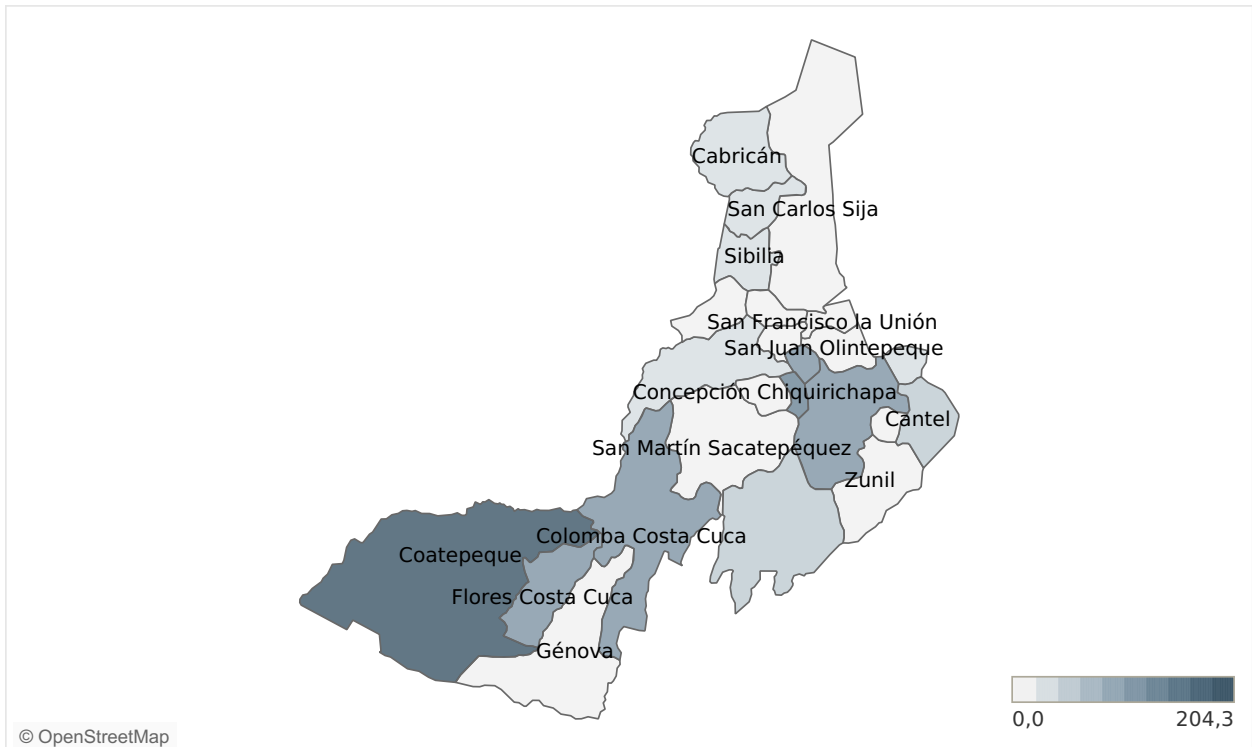 Cabricán
San Carlos Sija
Sibilia
San Francisco la Unión
San Juan Olintepeque
Concepción Chiquirichapa
Cantel
San Martín Sacatepéquez
Zunil
Colomba Costa Cuca
Coatepeque
Flores Costa Cuca
Génova
0,0 204,3
© OpenStreetMap